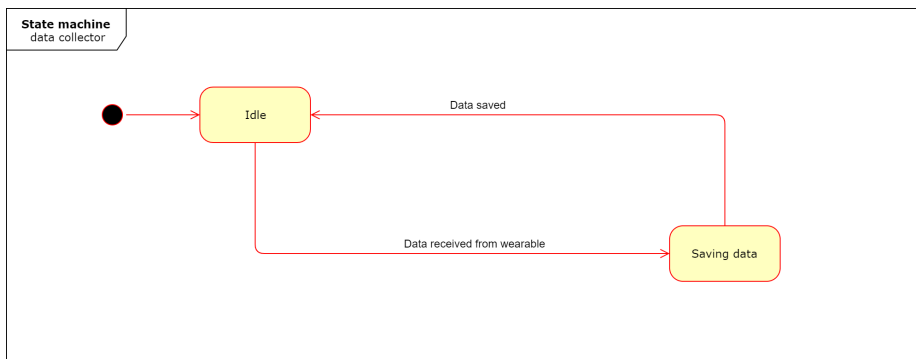 State machine
data collector
Idle
Data saved
Data received from wearable
Saving data